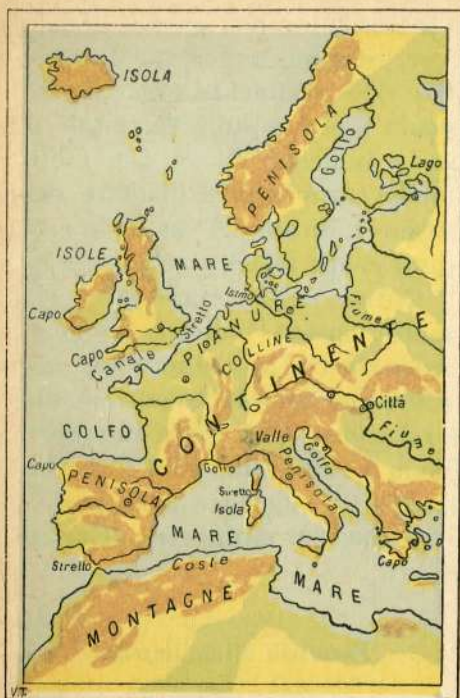 ISOLA
PENISOLA
GOLFO
Lago
ISOLE
MARE
Istmo
Capo
Stretto
Fiume
Capo
Canale
PIANURE
COLLINE
CONTINENTE
Città
Fiume
GOLFO
Valle
Golfo
Capo
PENISOLA
Golfo
Penisola
Stretto
Isola
MARE
Stretto
Coste
Capo
MARE
MONTAGNE
V.T.